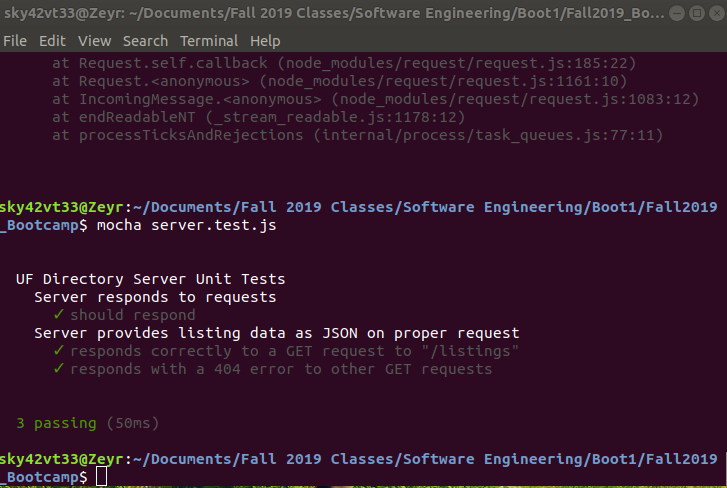 sky42vt33@Zeyr: ~/Documents/Fall 2019 Classes/Software Engineering/Boot1/Fall2019_Bo...
File Edit View Search Terminal Help
at Request.self.callback (node_modules/request/request.js:185:22)
at Request.<anonymous> (node_modules/request/request.js:1161:10)
at IncomingMessage.<anonymous> (node_modules/request/request.js:1083:12)
at endReadableNT (_stream_readable.js:1178:12)
at processTicksAndRejections (internal/process/task_queues.js:77:11)
sky42vt33@Zeyr:~/Documents/Fall 2019 Classes/Software Engineering/Boot1/Fall2019
_Bootcamp$ mocha server.test.js
UF Directory Server Unit Tests
Server responds to requests
✓ should respond
Server provides listing data as JSON on proper request
✓ responds correctly to a GET request to "/listings"
✓ responds with a 404 error to other GET requests
3 passing (50ms)
sky42vt33@Zeyr:~/Documents/Fall 2019 Classes/Software Engineering/Boot1/Fall2019
_Bootcamp$